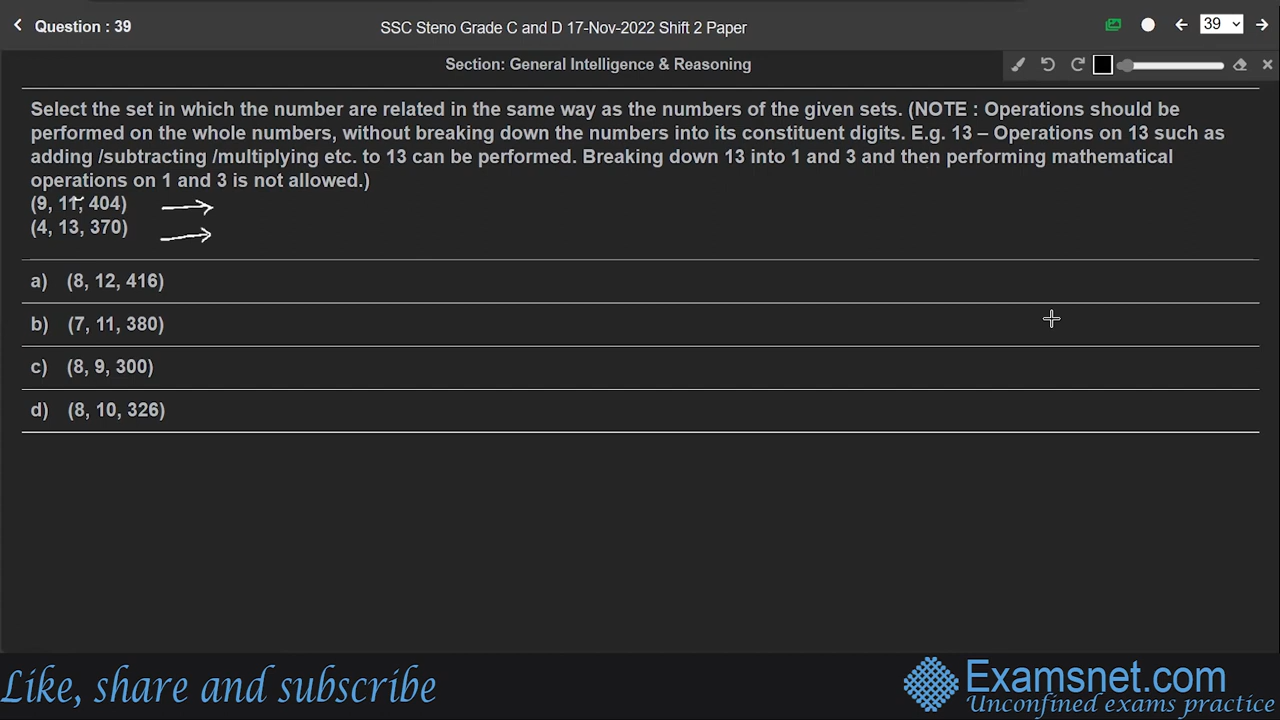 Question : 39
SSC Steno Grade C and D 17-Nov-2022 Shift 2 Paper
39
Section: General Intelligence & Reasoning
Select the set in which the number are related in the same way as the numbers of the given sets. (NOTE : Operations should be
performed on the whole numbers, without breaking down the numbers into its constituent digits. E.g. 13 – Operations on 13 such as
adding /subtracting /multiplying etc. to 13 can be performed. Breaking down 13 into 1 and 3 and then performing mathematical
operations on 1 and 3 is not allowed.)
(9, 11, 404)
(4, 13, 370)
a) (8, 12, 416)
b) (7, 11, 380)
c) (8, 9, 300)
d) (8, 10, 326)
Like, share and subscribe
Examsnet.com
Unconfined exams practice